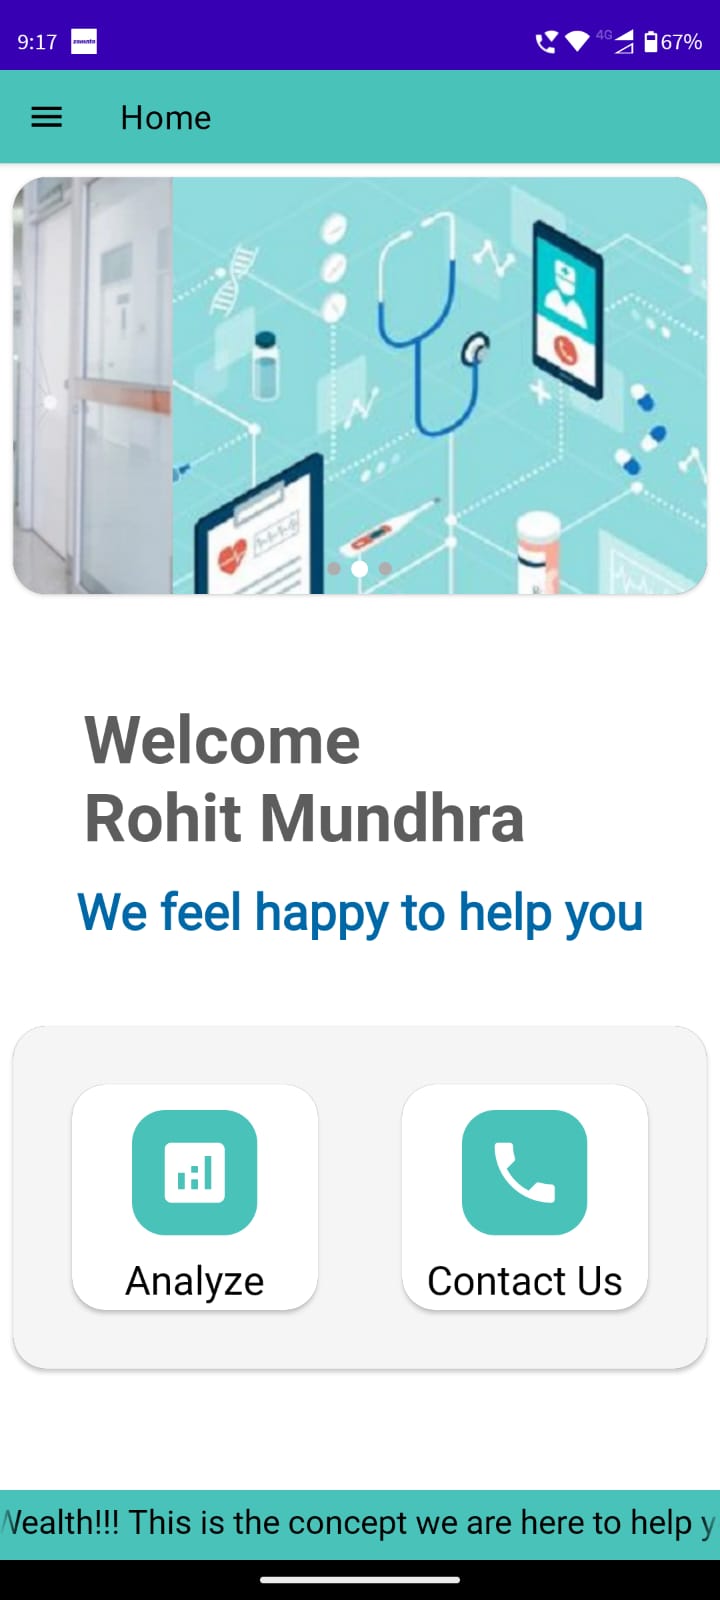 9:17
4G
67%
Home
Welcome
Rohit Mundhra
We feel happy to help you
Analyze
Contact Us
Wealth!!! This is the concept we are here to help y